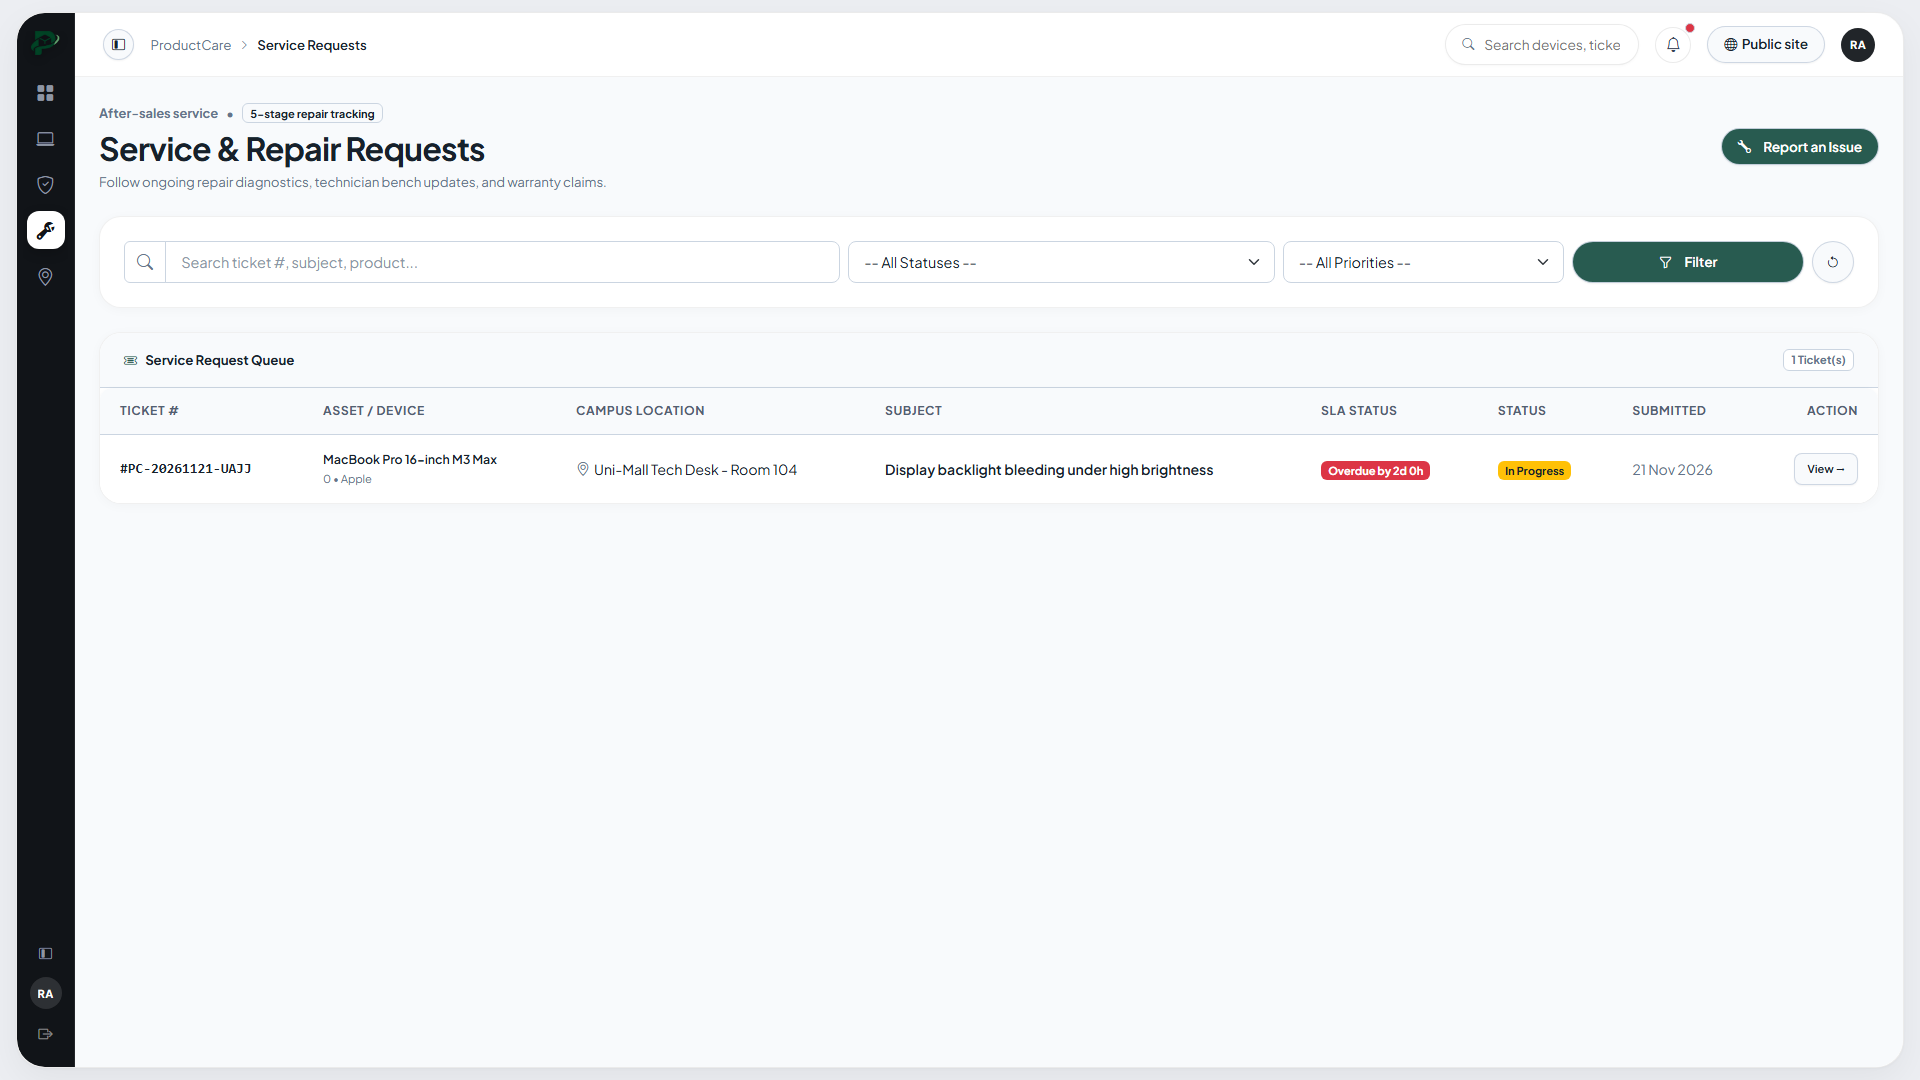 ProductCare > Service Requests
Search devices, ticke
Public site
RA
After-sales service • 5-stage repair tracking
Service & Repair Requests
Report an Issue
Follow ongoing repair diagnostics, technician bench updates, and warranty claims.
Search ticket #, subject, product...
-- All Statuses --
-- All Priorities --
Filter
Service Request Queue
1 Ticket(s)
TICKET # ASSET / DEVICE CAMPUS LOCATION SUBJECT SLA STATUS STATUS SUBMITTED ACTION
#PC-20261121-UAJJ
MacBook Pro 16-inch M3 Max
0 • Apple
Uni-Mall Tech Desk - Room 104
Display backlight bleeding under high brightness
Overdue by 2d 0h
In Progress
21 Nov 2026
View →
RA